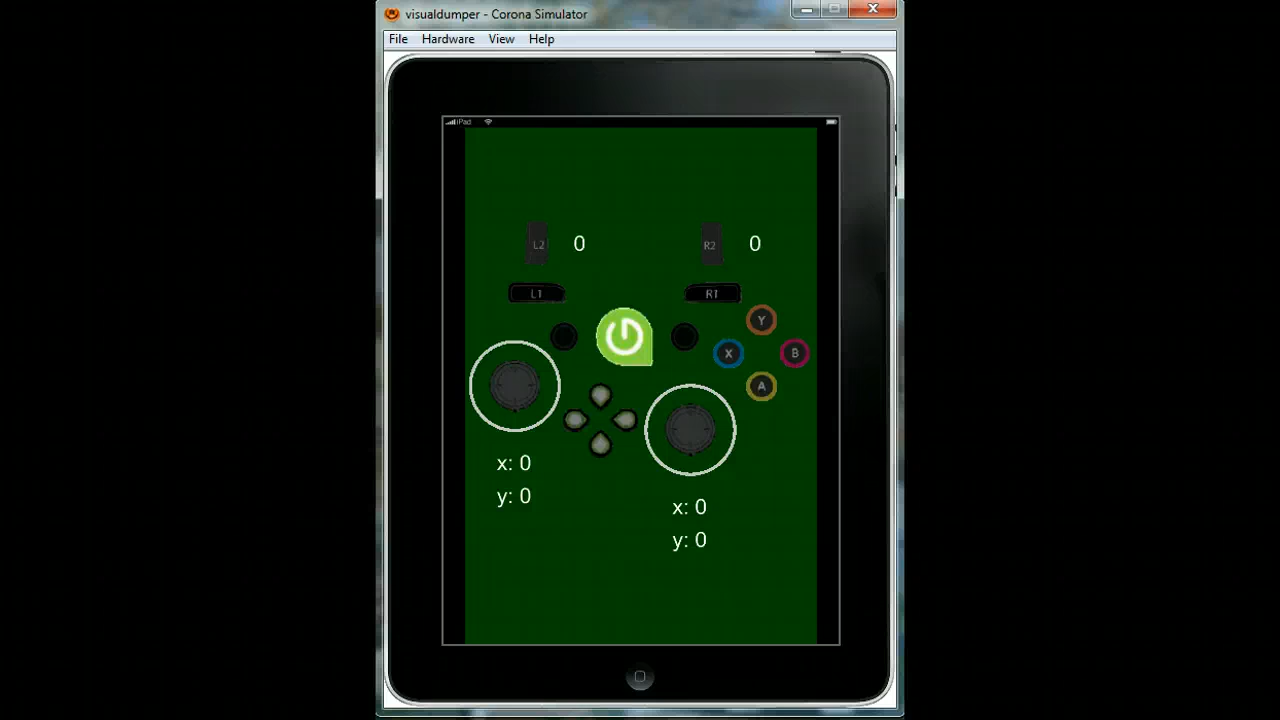 visualdumper - Corona Simulator
File Hardware View Help
iPad
L2 0 R2 0
L1 R1
Y
X B
A
x: 0
y: 0
x: 0
y: 0